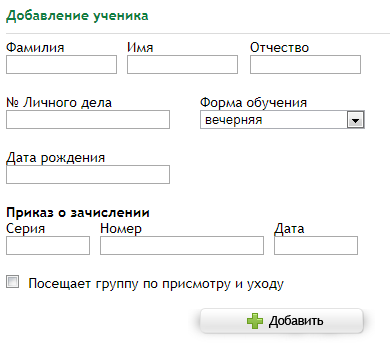 Добавление ученика
Фамилия Имя Отчество
№ Личного дела Форма обучения
вечерняя
Дата рождения
Приказ о зачислении
Серия Номер Дата
Посещает группу по присмотру и уходу
Добавить